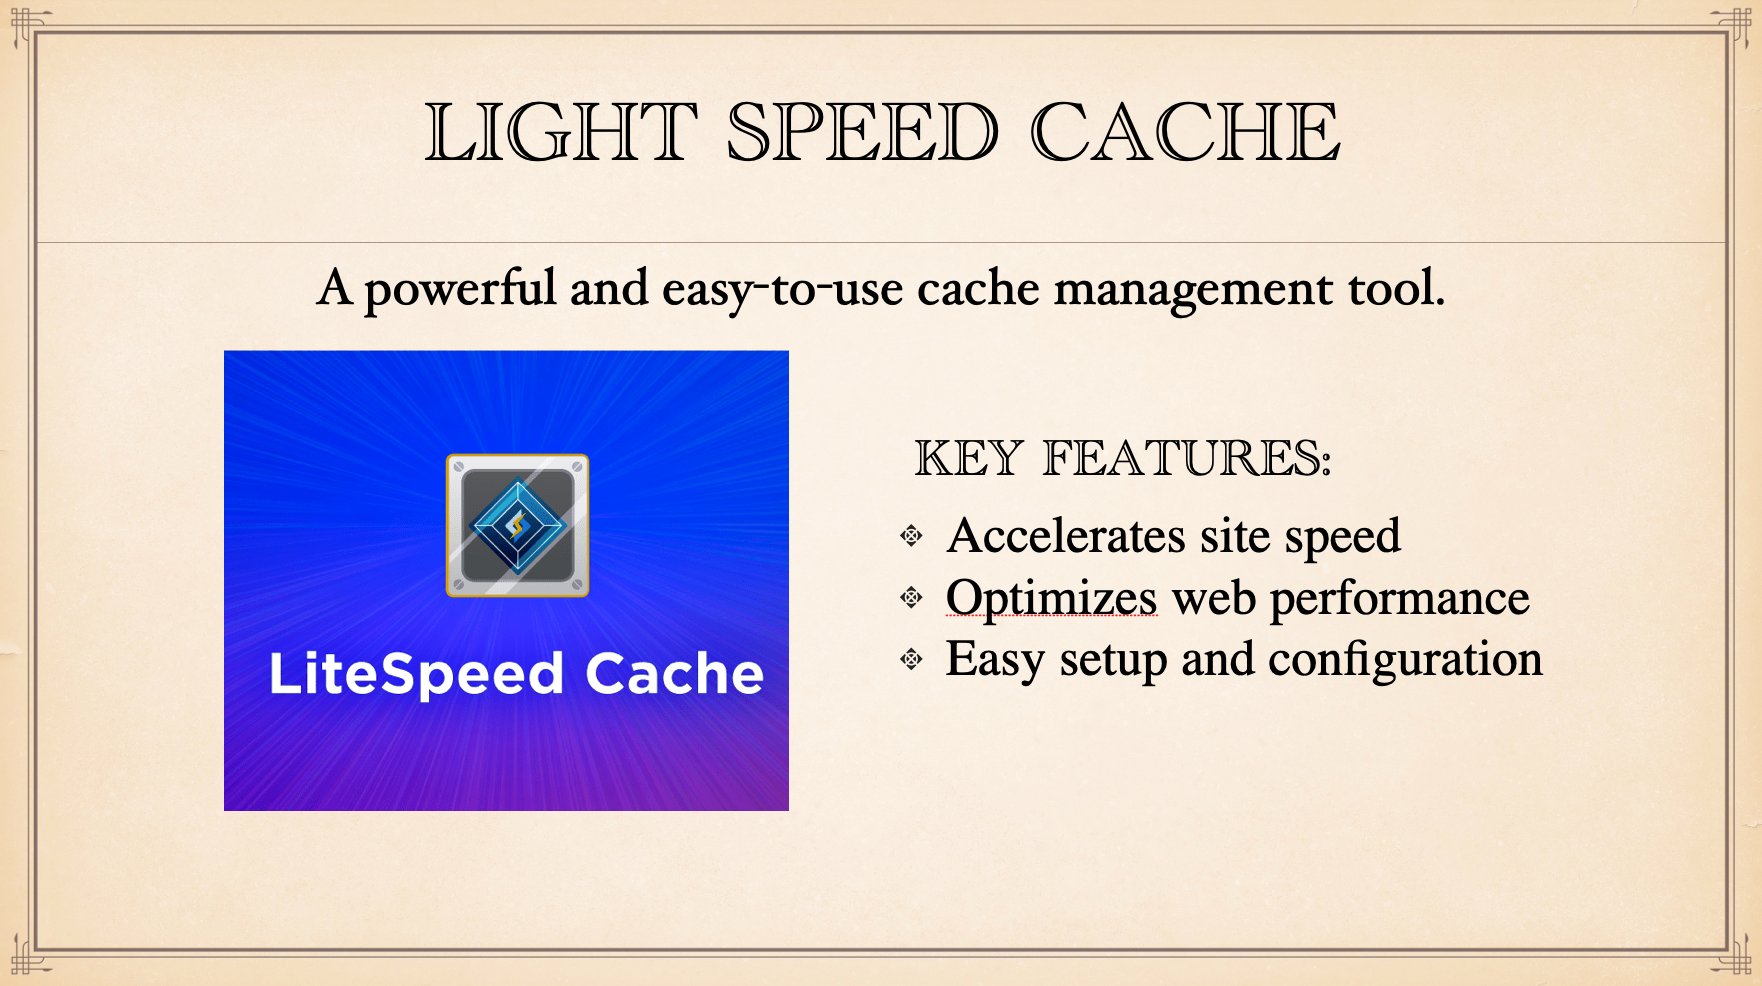 LIGHT SPEED CACHE
A powerful and easy-to-use cache management tool.
LiteSpeed Cache
KEY FEATURES:
Accelerates site speed
Optimizes web performance
Easy setup and configuration